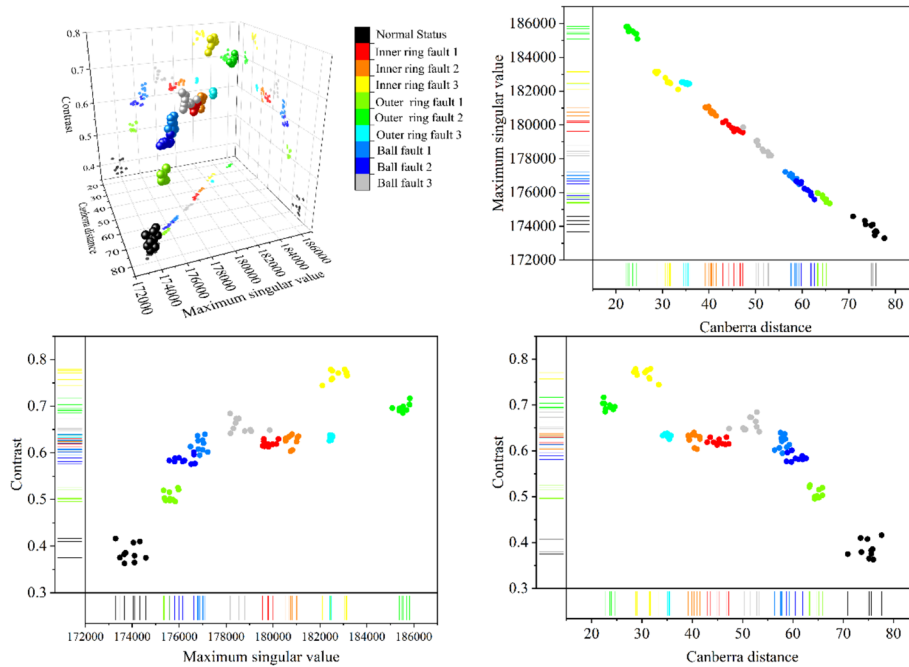 0.8
0.7
0.6
0.5
0.4
Contrast
20
30
40
50
60
70
80
Canberra distance
172000
174000
176000
178000
180000
182000
184000
186000
Maximum singular value
Normal Status
Inner ring fault 1
Inner ring fault 2
Inner ring fault 3
Outer ring fault 1
Outer ring fault 2
Outer ring fault 3
Ball fault 1
Ball fault 2
Ball fault 3
186000
184000
182000
180000
178000
176000
174000
172000
Maximum singular value
20 30 40 50 60 70 80
Canberra distance
0.8
0.7
0.6
0.5
0.4
0.3
Contrast
172000 174000 176000 178000 180000 182000 184000 186000
Maximum singular value
0.8
0.7
0.6
0.5
0.4
0.3
Contrast
20 30 40 50 60 70 80
Canberra distance